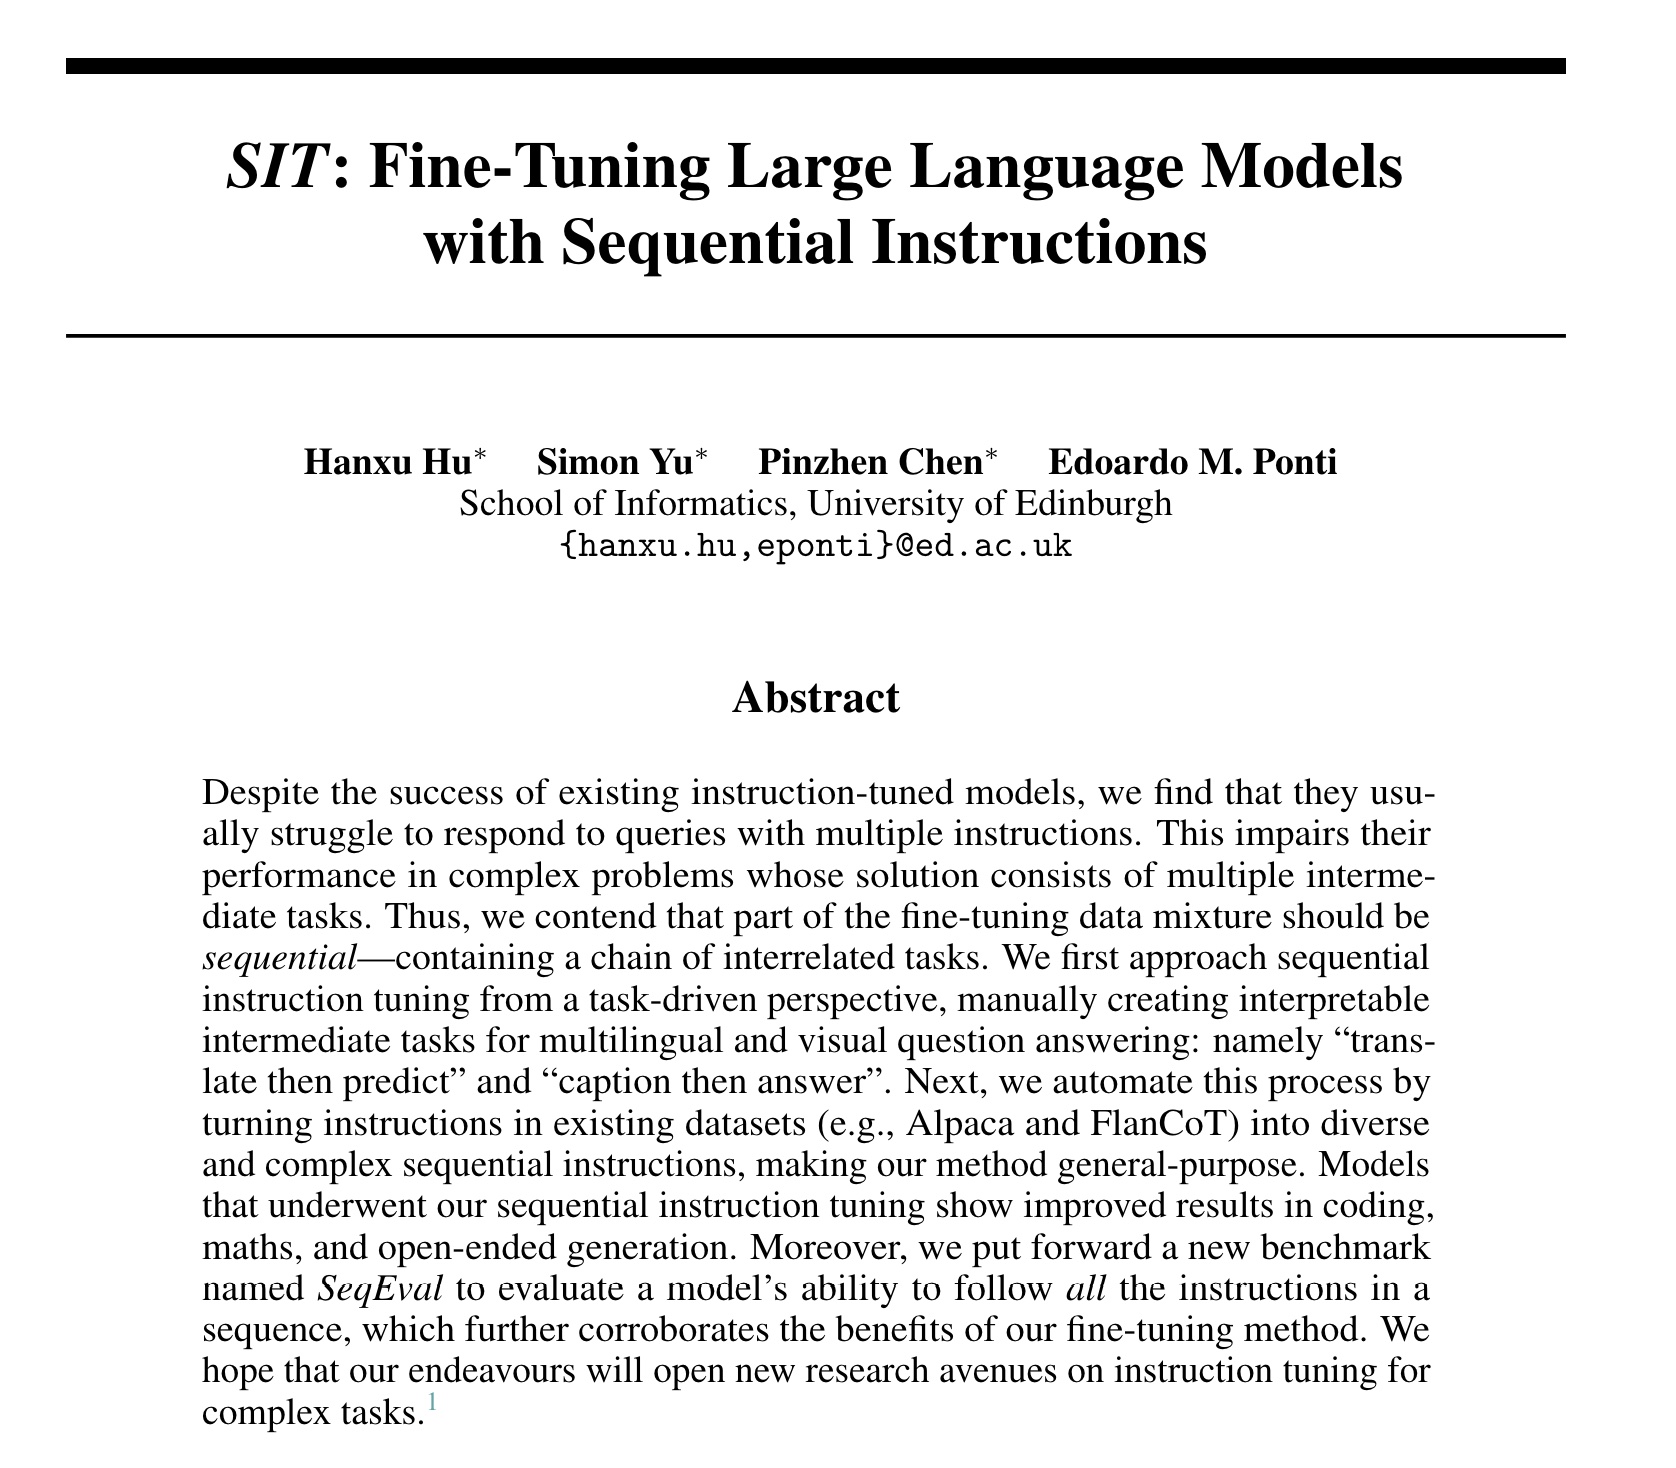 SIT: Fine-Tuning Large Language Models
with Sequential Instructions
Hanxu Hu* Simon Yu* Pinzhen Chen* Edoardo M. Ponti
School of Informatics, University of Edinburgh
{hanxu.hu,eponti}@ed.ac.uk
Abstract
Despite the success of existing instruction-tuned models, we find that they usu-
ally struggle to respond to queries with multiple instructions. This impairs their
performance in complex problems whose solution consists of multiple interme-
diate tasks. Thus, we contend that part of the fine-tuning data mixture should be
sequential—containing a chain of interrelated tasks. We first approach sequential
instruction tuning from a task-driven perspective, manually creating interpretable
intermediate tasks for multilingual and visual question answering: namely “trans-
late then predict” and “caption then answer”. Next, we automate this process by
turning instructions in existing datasets (e.g., Alpaca and FlanCoT) into diverse
and complex sequential instructions, making our method general-purpose. Models
that underwent our sequential instruction tuning show improved results in coding,
maths, and open-ended generation. Moreover, we put forward a new benchmark
named SeqEval to evaluate a model’s ability to follow all the instructions in a
sequence, which further corroborates the benefits of our fine-tuning method. We
hope that our endeavours will open new research avenues on instruction tuning for
complex tasks.1